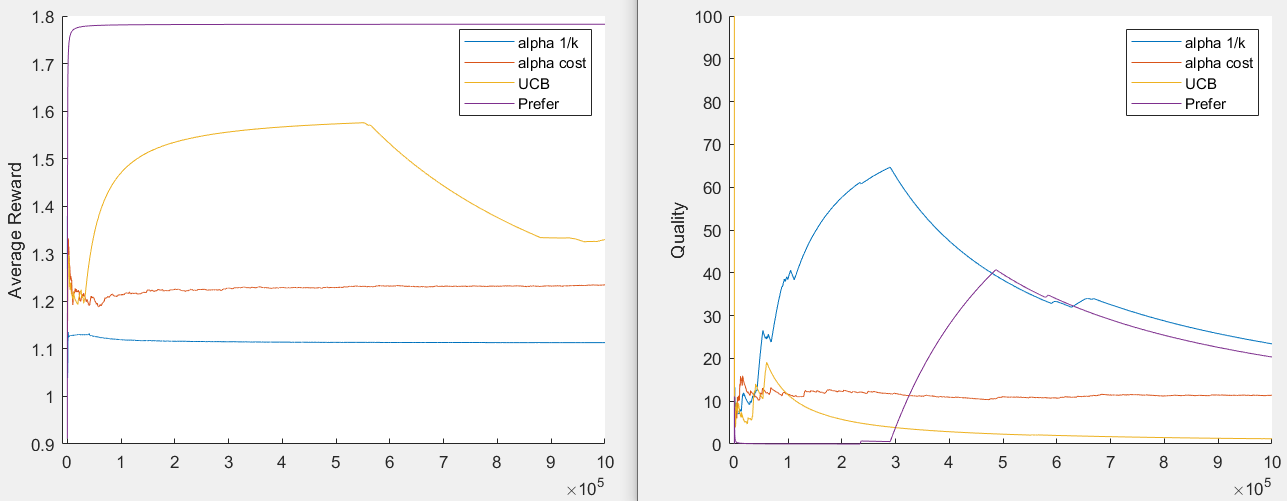 Average Reward
1.8
1.7
1.6
1.5
1.4
1.3
1.2
1.1
1
0.9
0 1 2 3 4 5 6 7 8 9 10
×10^5
alpha 1/k
alpha cost
UCB
Prefer
Quality
100
90
80
70
60
50
40
30
20
10
0
0 1 2 3 4 5 6 7 8 9 10
×10^5
alpha 1/k
alpha cost
UCB
Prefer